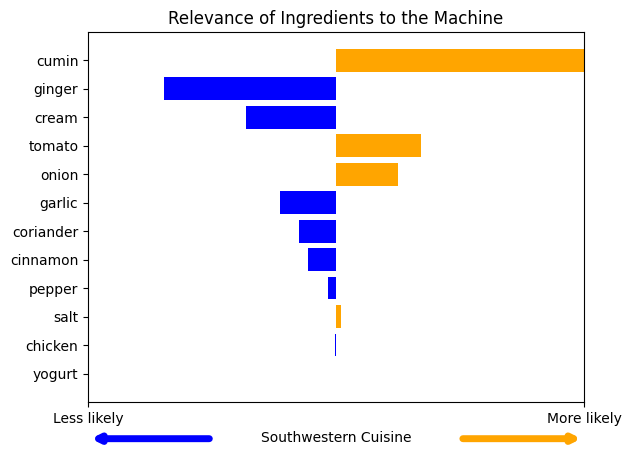 Relevance of Ingredients to the Machine
cumin
ginger
cream
tomato
onion
garlic
coriander
cinnamon
pepper
salt
chicken
yogurt
Less likely
More likely
Southwestern Cuisine